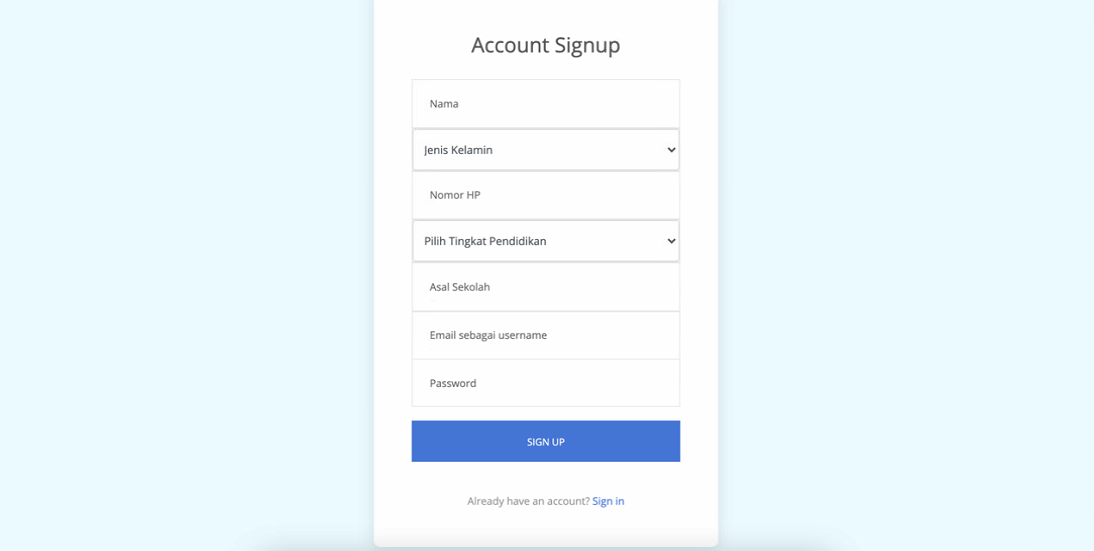 Account Signup
Nama
Jenis Kelamin
Nomor HP
Pilih Tingkat Pendidikan
Asal Sekolah
Email sebagai username
Password
SIGN UP
Already have an account? Sign in